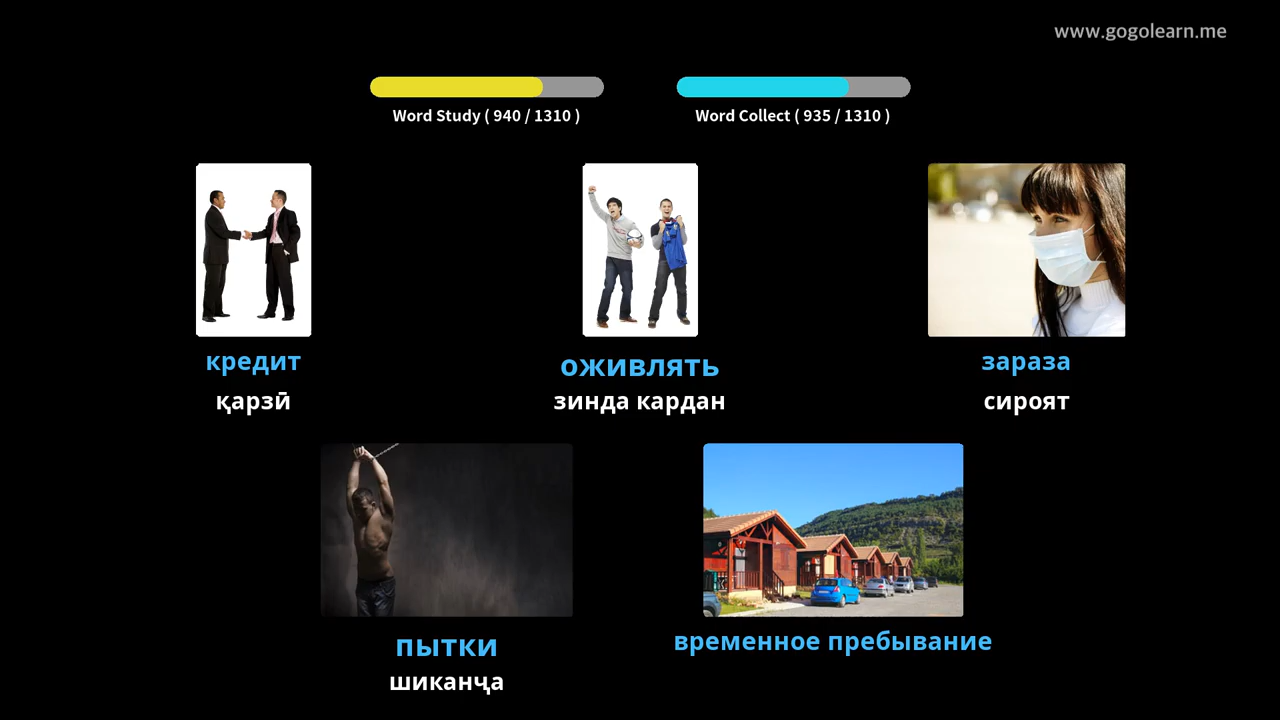 www.gogolearn.me
Word Study ( 940 / 1310 )
Word Collect ( 935 / 1310 )
кредит
қарзӣ
оживлять
зинда кардан
зараза
сироят
пытки
шиканҷа
временное пребывание